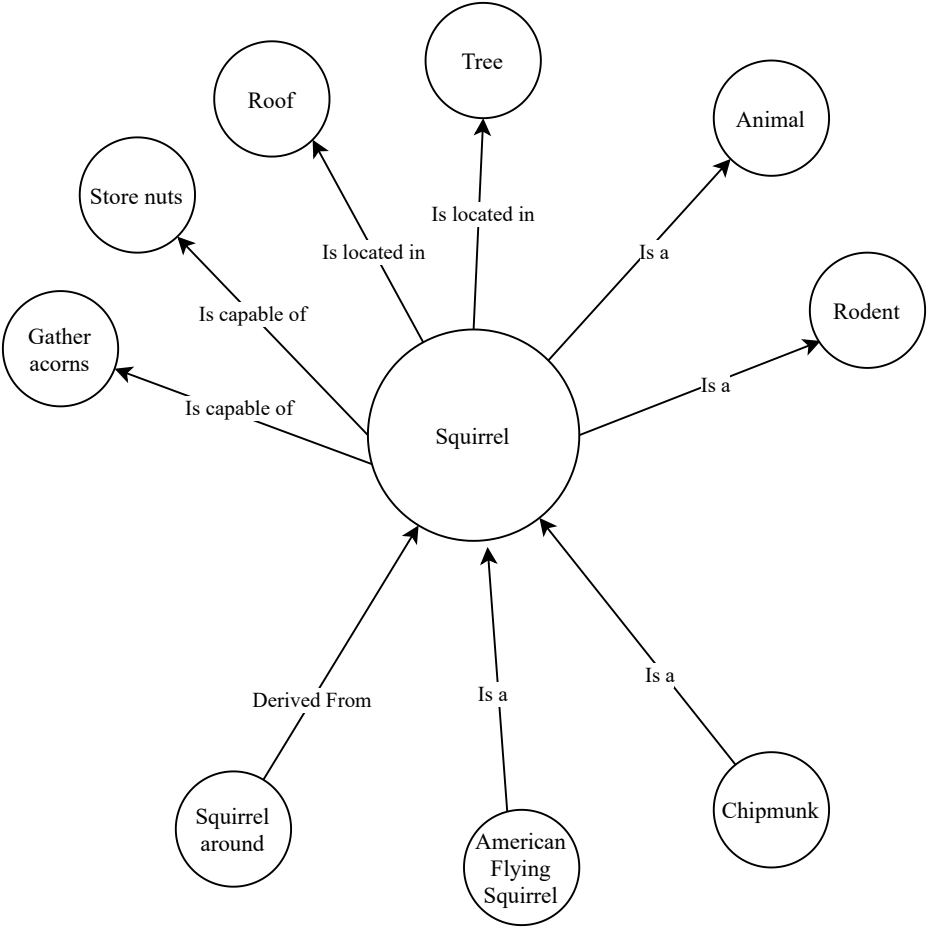 Tree
Roof
Animal
Store nuts
Is located in
Is located in
Is a
Rodent
Is capable of
Gather
acorns
Is a
Is capable of
Squirrel
Is a
Is a
Derived From
Chipmunk
Squirrel
around
American
Flying
Squirrel